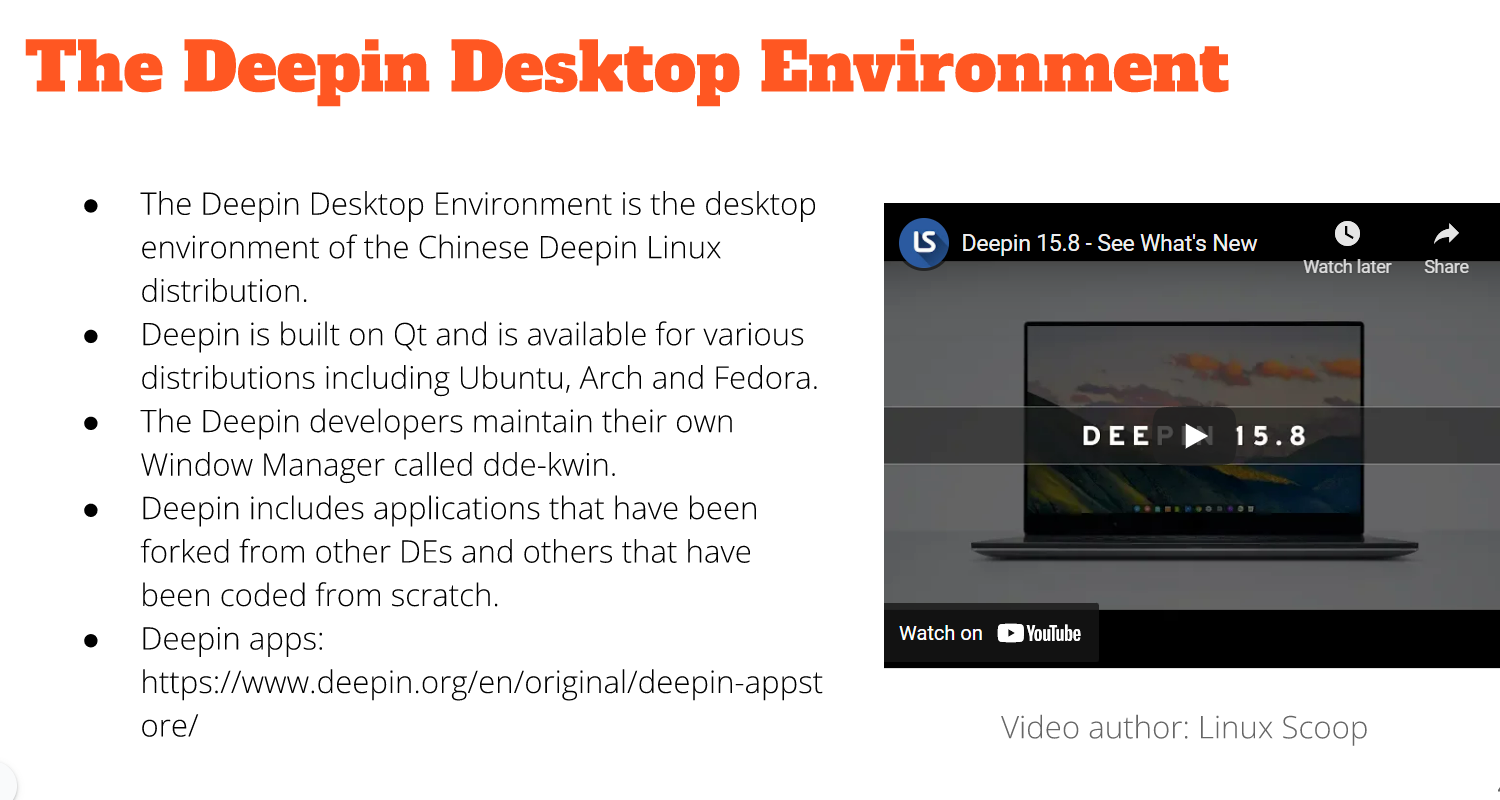 The Deepin Desktop Environment
● The Deepin Desktop Environment is the desktop
environment of the Chinese Deepin Linux
distribution.
● Deepin is built on Qt and is available for various
distributions including Ubuntu, Arch and Fedora.
● The Deepin developers maintain their own
Window Manager called dde-kwin.
● Deepin includes applications that have been
forked from other DEs and others that have
been coded from scratch.
● Deepin apps:
https://www.deepin.org/en/original/deepin-appst
ore/
LS Deepin 15.8 - See What's New
Watch later Share
DEEPIN 15.8
Watch on YouTube
Video author: Linux Scoop